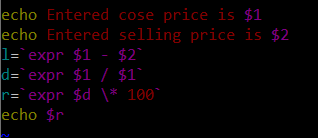 echo Entered cose price is $1
echo Entered selling price is $2
l=`expr $1 - $2`
d=`expr $1 / $1`
r=`expr $d \* 100`
echo $r
~